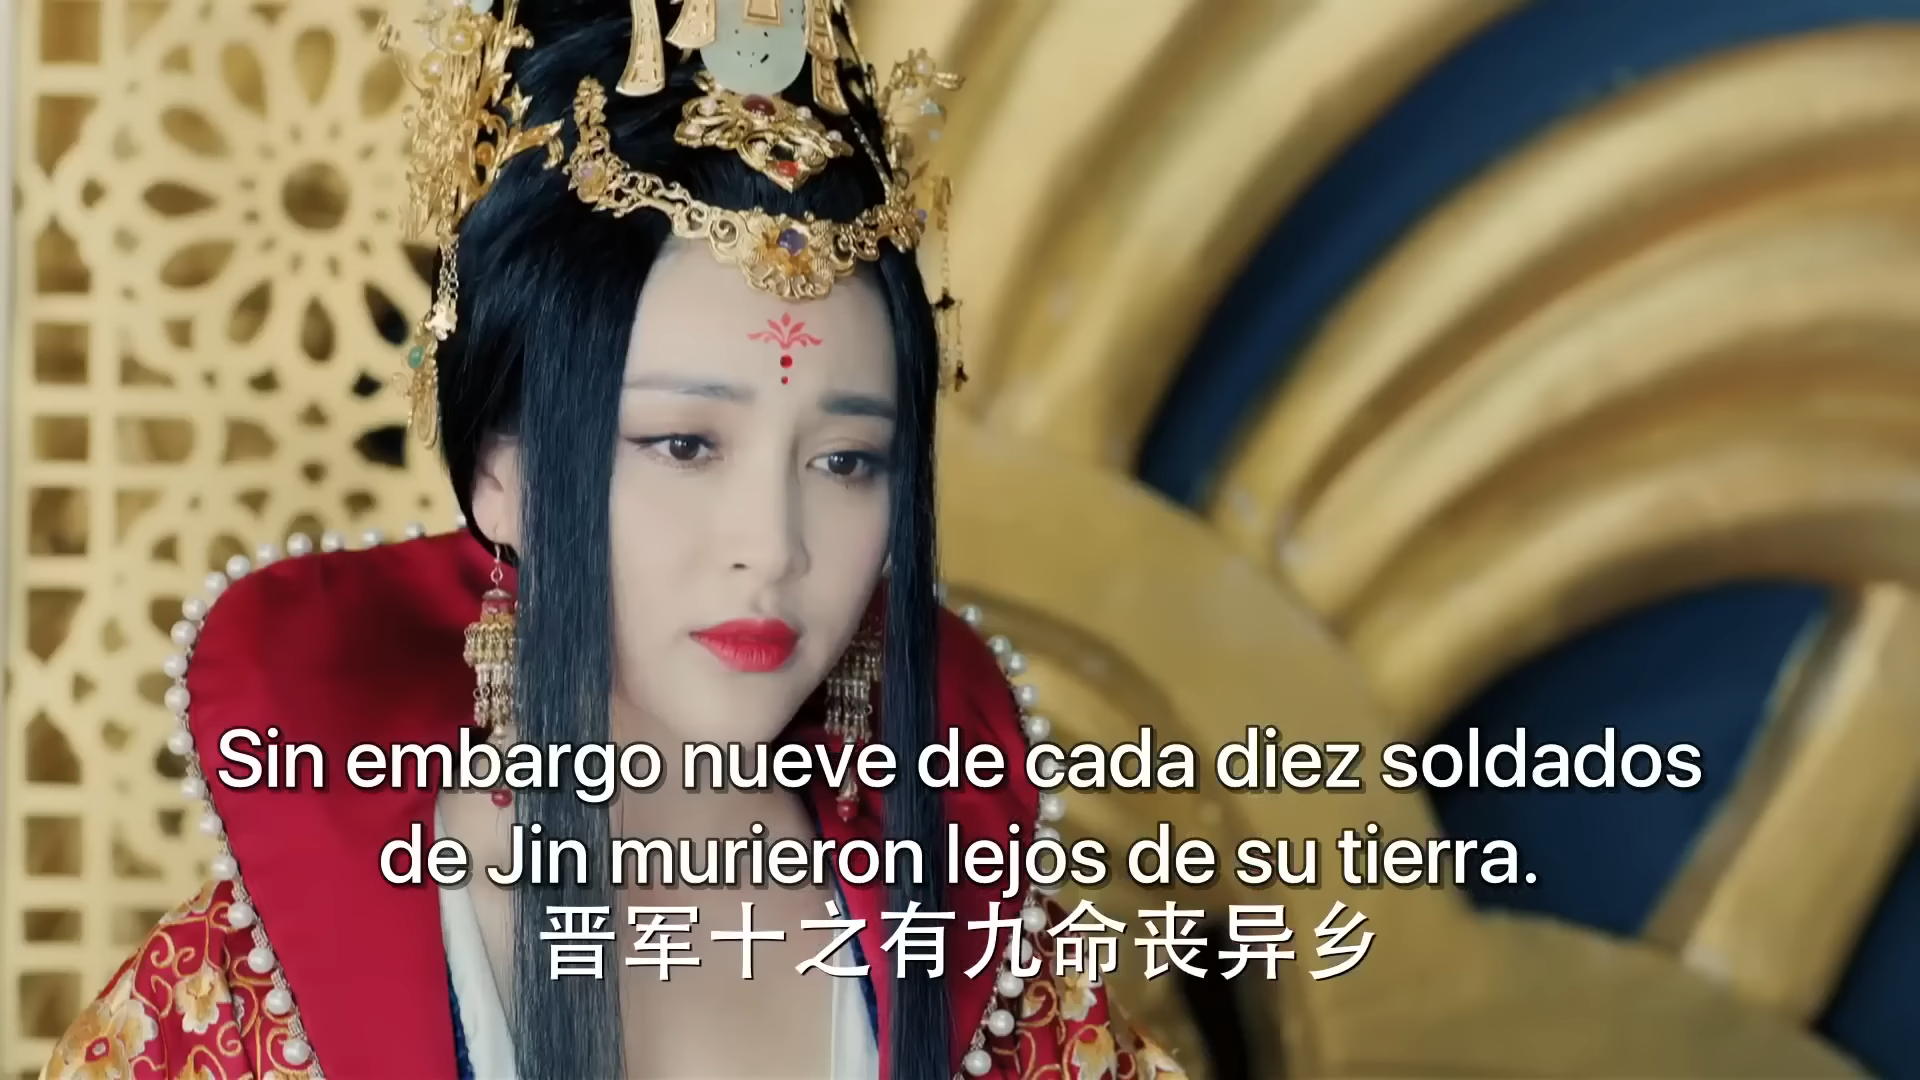 Sin embargo nueve de cada diez soldados
de Jin murieron lejos de su tierra.
晋军十之有九命丧异乡